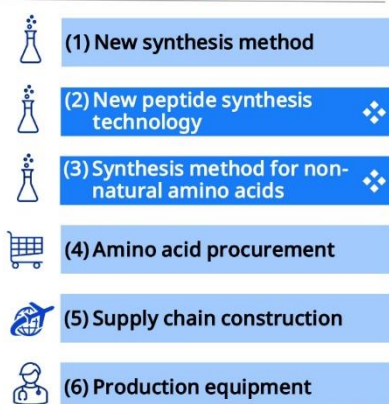 (1) New synthesis method
(2) New peptide synthesis
technology
(3) Synthesis method for non-
natural amino acids
(4) Amino acid procurement
(5) Supply chain construction
(6) Production equipment